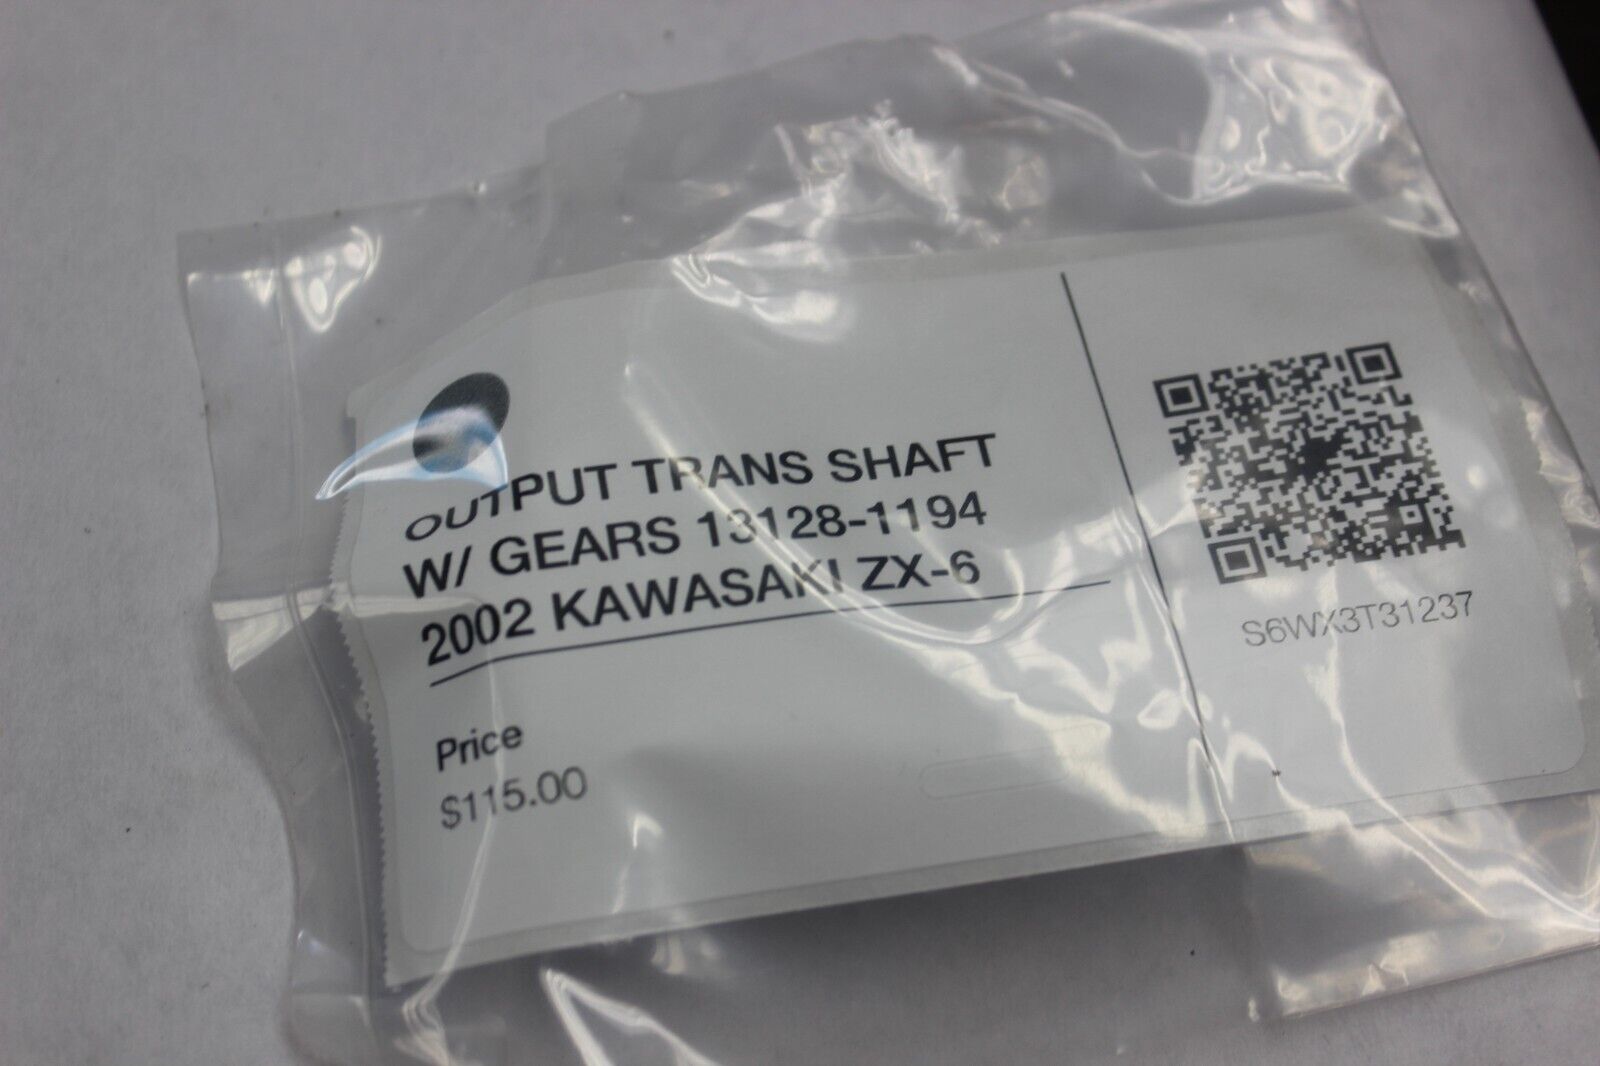 OUTPUT TRANS SHAFT
W/ GEARS 13128-1194
2002 KAWASAKI ZX-6
Price
$115.00
S6WX3T31237